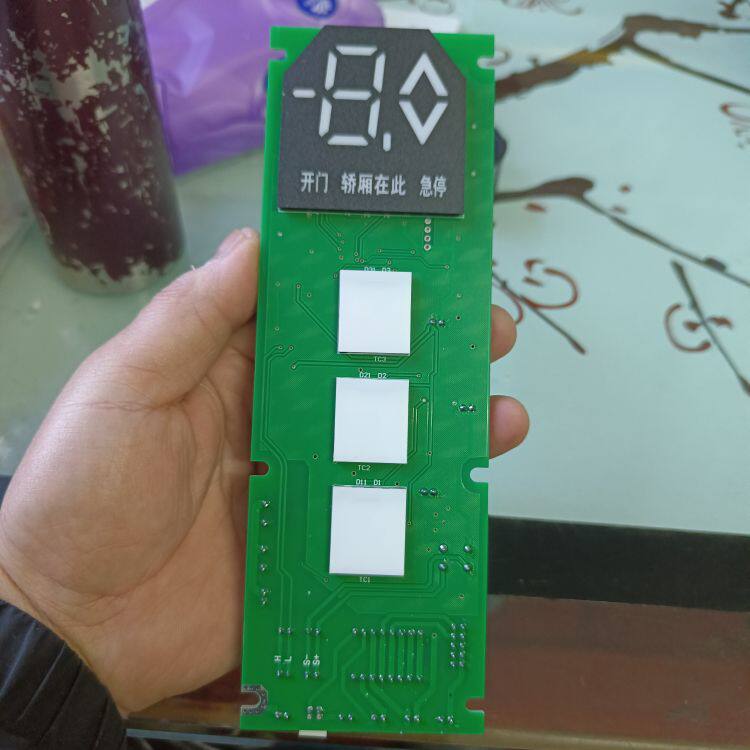 -8.
开门 轿厢在此 急停
D31 D3
TC3
D21 D2
TC2
D11 D1
TC1
H L S- S+